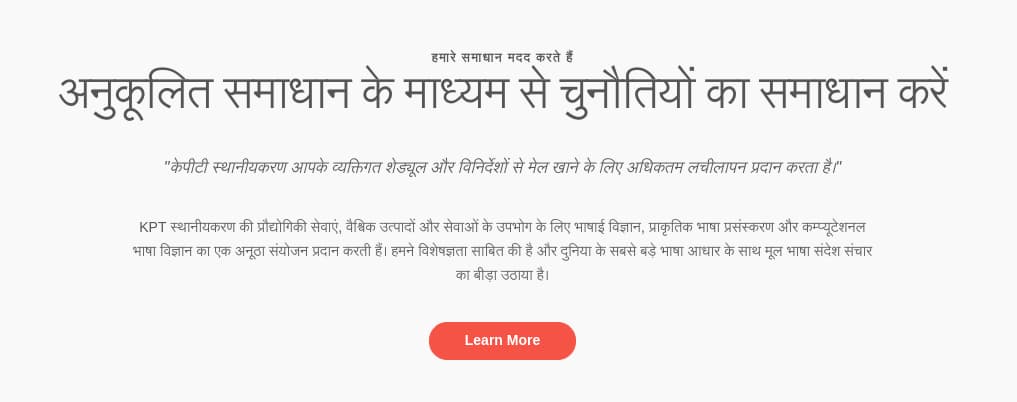 हमारे समाधान मदद करते हैं
अनुकूलित समाधान के माध्यम से चुनौतियों का समाधान करें
"केपीटी स्थानीयकरण आपके व्यक्तिगत शेड्यूल और विनिर्देशों से मेल खाने के लिए अधिकतम लचीलापन प्रदान करता है।"
KPT स्थानीयकरण की प्रौद्योगिकी सेवाएं, वैश्विक उत्पादों और सेवाओं के उपभोग के लिए भाषाई विज्ञान, प्राकृतिक भाषा प्रसंस्करण और कम्प्यूटेशनल
भाषा विज्ञान का एक अनूठा संयोजन प्रदान करती हैं। हमने विशेषज्ञता साबित की है और दुनिया के सबसे बड़े भाषा आधार के साथ मूल भाषा संदेश संचार
का बीड़ा उठाया है।
Learn More